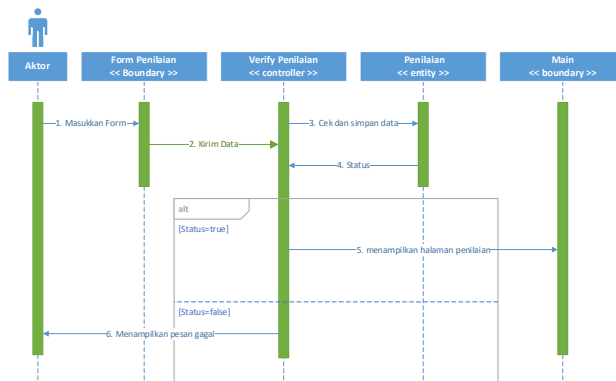 Aktor
Form Penilaian
<< Boundary >>
Verify Penilaian
<< controller >>
Penilaian
<< entity >>
Main
<< boundary >>
1. Masukkan Form
3. Cek dan simpan data
2. Kirim Data
4. Status
alt
[Status=true]
5. menampilkan halaman penilaian
[Status=false]
6. Menampilkan pesan gagal